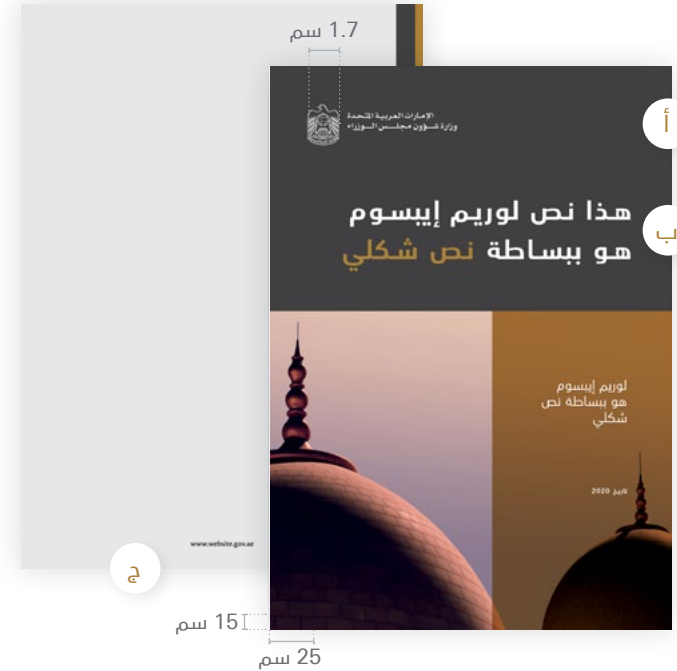 1.7 سم
الإمارات العربية المتحدة
وزارة شؤون مجلس الوزراء
أ
هذا نص لوريم إيبسوم
هو ببساطة نص شكلي
ب
لوريم إيبسوم
هو ببساطة نص
شكلي
تاريخ 2020
www.website.gov.ae
ج
15 سم
25 سم